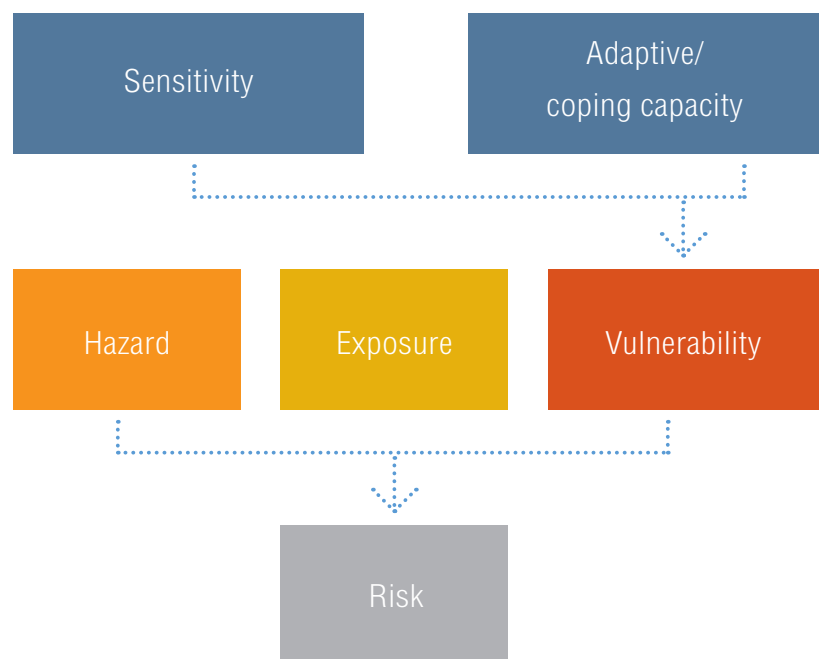 Sensitivity
Adaptive/
coping capacity
Hazard
Exposure
Vulnerability
Risk